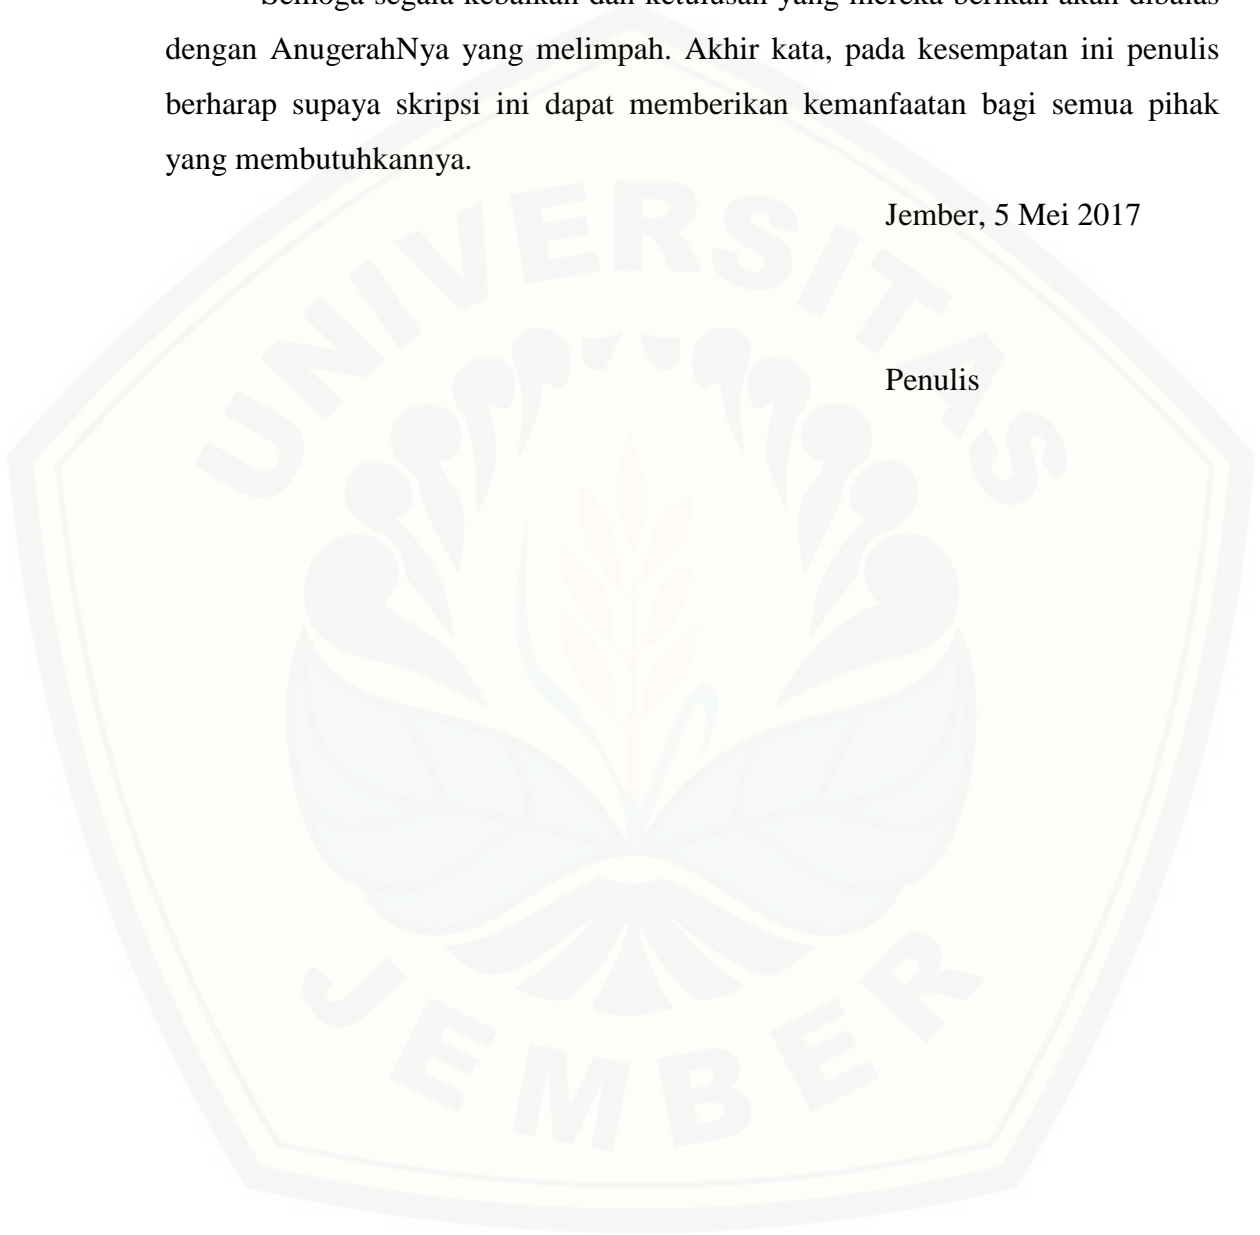 Semoga segala kebaikan dan ketulusan yang mereka berikan akan dibalas
dengan AnugerahNya yang melimpah. Akhir kata, pada kesempatan ini penulis
berharap supaya skripsi ini dapat memberikan kemanfaatan bagi semua pihak
yang membutuhkannya.
Jember, 5 Mei 2017
Penulis
UNIVERSITAS
JEMBER